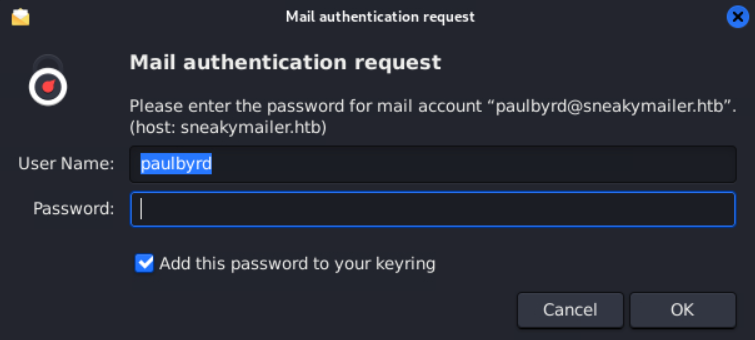 Mail authentication request
Mail authentication request
Please enter the password for mail account “paulbyrd@sneakymailer.htb”.
(host: sneakymailer.htb)
User Name: paulbyrd
Password:
Add this password to your keyring
Cancel OK